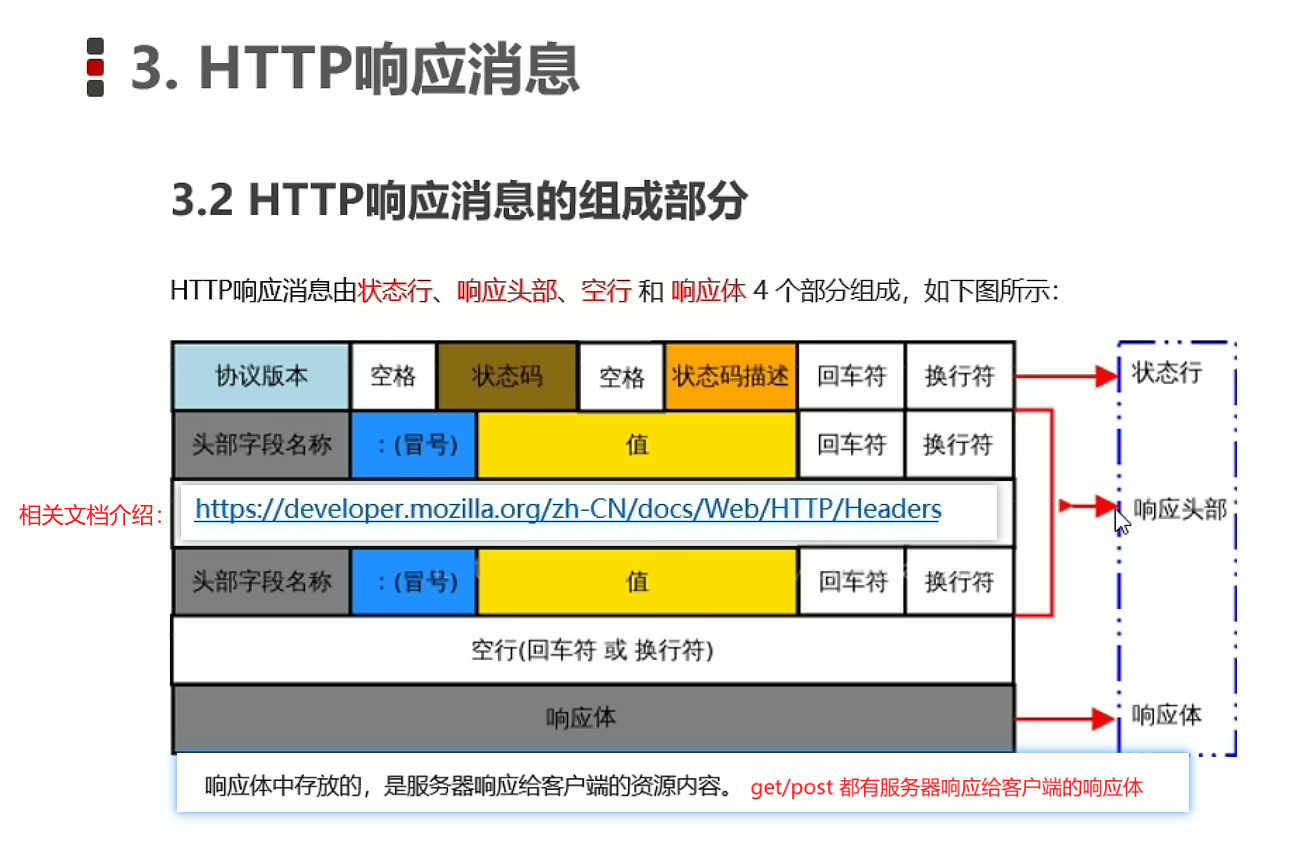 3. HTTP响应消息
3.2 HTTP响应消息的组成部分
HTTP响应消息由状态行、响应头部、空行 和 响应体 4 个部分组成，如下图所示：
协议版本 空格 状态码 空格 状态码描述 回车符 换行符 状态行
头部字段名称 ：(冒号) 值 回车符 换行符
相关文档介绍： https://developer.mozilla.org/zh-CN/docs/Web/HTTP/Headers 响应头部
头部字段名称 ：(冒号) 值 回车符 换行符
空行(回车符 或 换行符)
响应体 响应体
响应体中存放的，是服务器响应给客户端的资源内容。 get/post 都有服务器响应给客户端的响应体